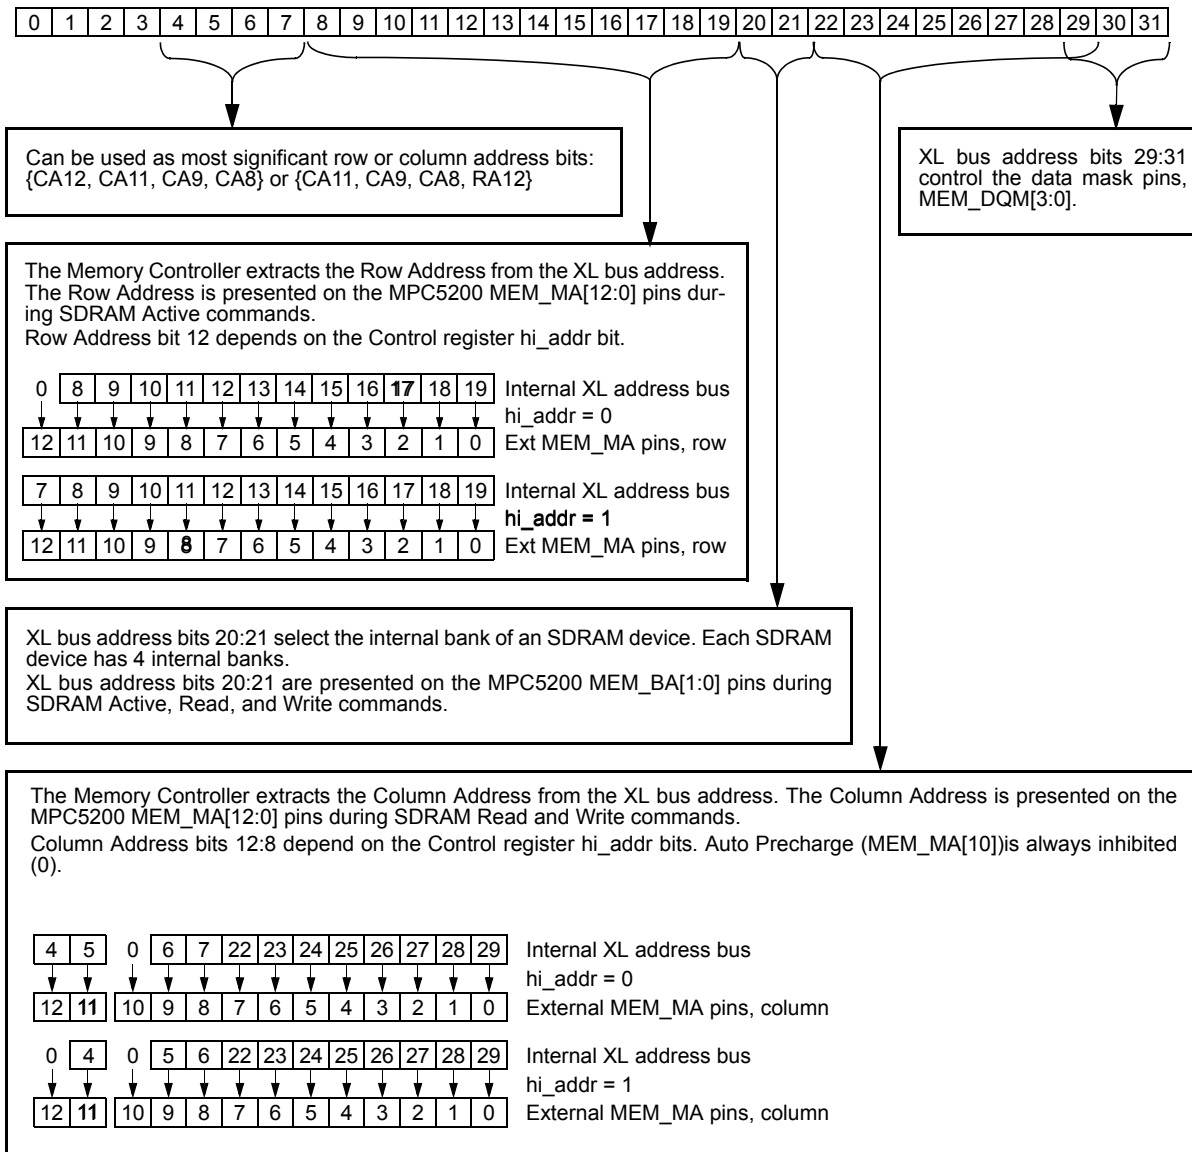 0 1 2 3 4 5 6 7 8 9 10 11 12 13 14 15 16 17 18 19 20 21 22 23 24 25 26 27 28 29 30 31
Can be used as most significant row or column address bits:
{CA12, CA11, CA9, CA8} or {CA11, CA9, CA8, RA12}
XL bus address bits 29:31
control the data mask pins,
MEM_DQM[3:0].
The Memory Controller extracts the Row Address from the XL bus address.
The Row Address is presented on the MPC5200 MEM_MA[12:0] pins dur-
ing SDRAM Active commands.
Row Address bit 12 depends on the Control register hi_addr bit.
0 8 9 10 11 12 13 14 15 16 17 18 19 Internal XL address bus
hi_addr = 0
12 11 10 9 8 7 6 5 4 3 2 1 0 Ext MEM_MA pins, row
7 8 9 10 11 12 13 14 15 16 17 18 19 Internal XL address bus
hi_addr = 1
12 11 10 9 8 7 6 5 4 3 2 1 0 Ext MEM_MA pins, row
XL bus address bits 20:21 select the internal bank of an SDRAM device. Each SDRAM
device has 4 internal banks.
XL bus address bits 20:21 are presented on the MPC5200 MEM_BA[1:0] pins during
SDRAM Active, Read, and Write commands.
The Memory Controller extracts the Column Address from the XL bus address. The Column Address is presented on the
MPC5200 MEM_MA[12:0] pins during SDRAM Read and Write commands.
Column Address bits 12:8 depend on the Control register hi_addr bits. Auto Precharge (MEM_MA[10])is always inhibited
(0).
4 5 0 6 7 22 23 24 25 26 27 28 29 Internal XL address bus
hi_addr = 0
12 11 10 9 8 7 6 5 4 3 2 1 0 External MEM_MA pins, column
0 4 0 5 6 22 23 24 25 26 27 28 29 Internal XL address bus
hi_addr = 1
12 11 10 9 8 7 6 5 4 3 2 1 0 External MEM_MA pins, column